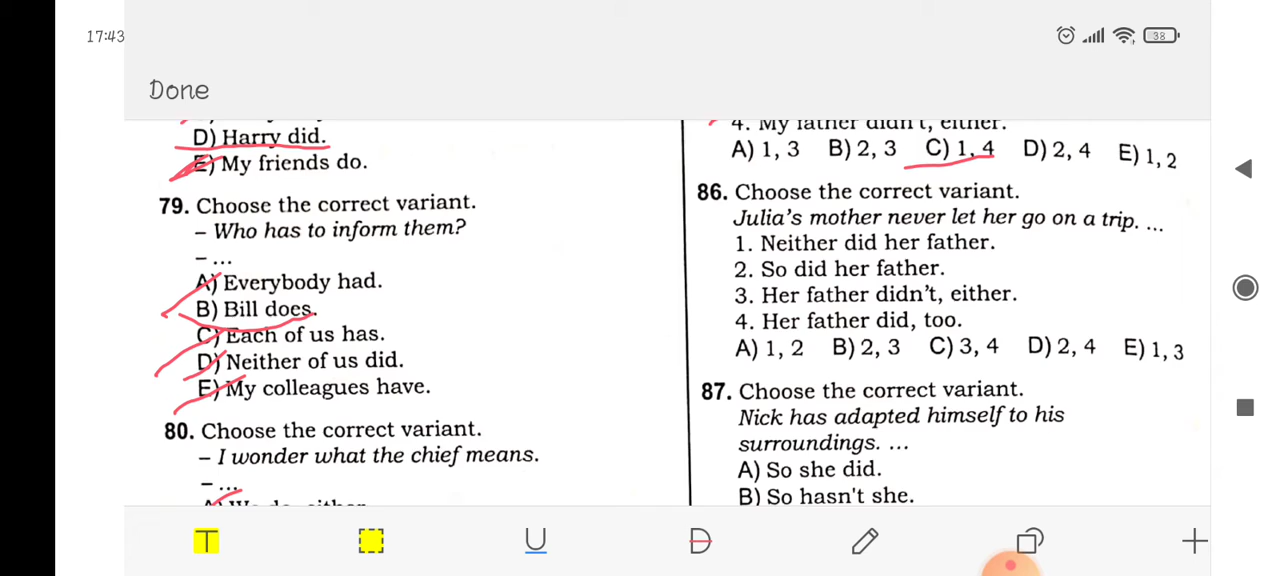 17:43
38
Done
D) Harry did.
E) My friends do.
79. Choose the correct variant.
– Who has to inform them?
– ...
A) Everybody had.
B) Bill does.
C) Each of us has.
D) Neither of us did.
E) My colleagues have.
80. Choose the correct variant.
– I wonder what the chief means.
– ...
4. My father didn't, either.
A) 1, 3 B) 2, 3 C) 1, 4 D) 2, 4 E) 1, 2
86. Choose the correct variant.
Julia's mother never let her go on a trip. ...
1. Neither did her father.
2. So did her father.
3. Her father didn't, either.
4. Her father did, too.
A) 1, 2 B) 2, 3 C) 3, 4 D) 2, 4 E) 1, 3
87. Choose the correct variant.
Nick has adapted himself to his
surroundings. ...
A) So she did.
B) So hasn't she.
T U D